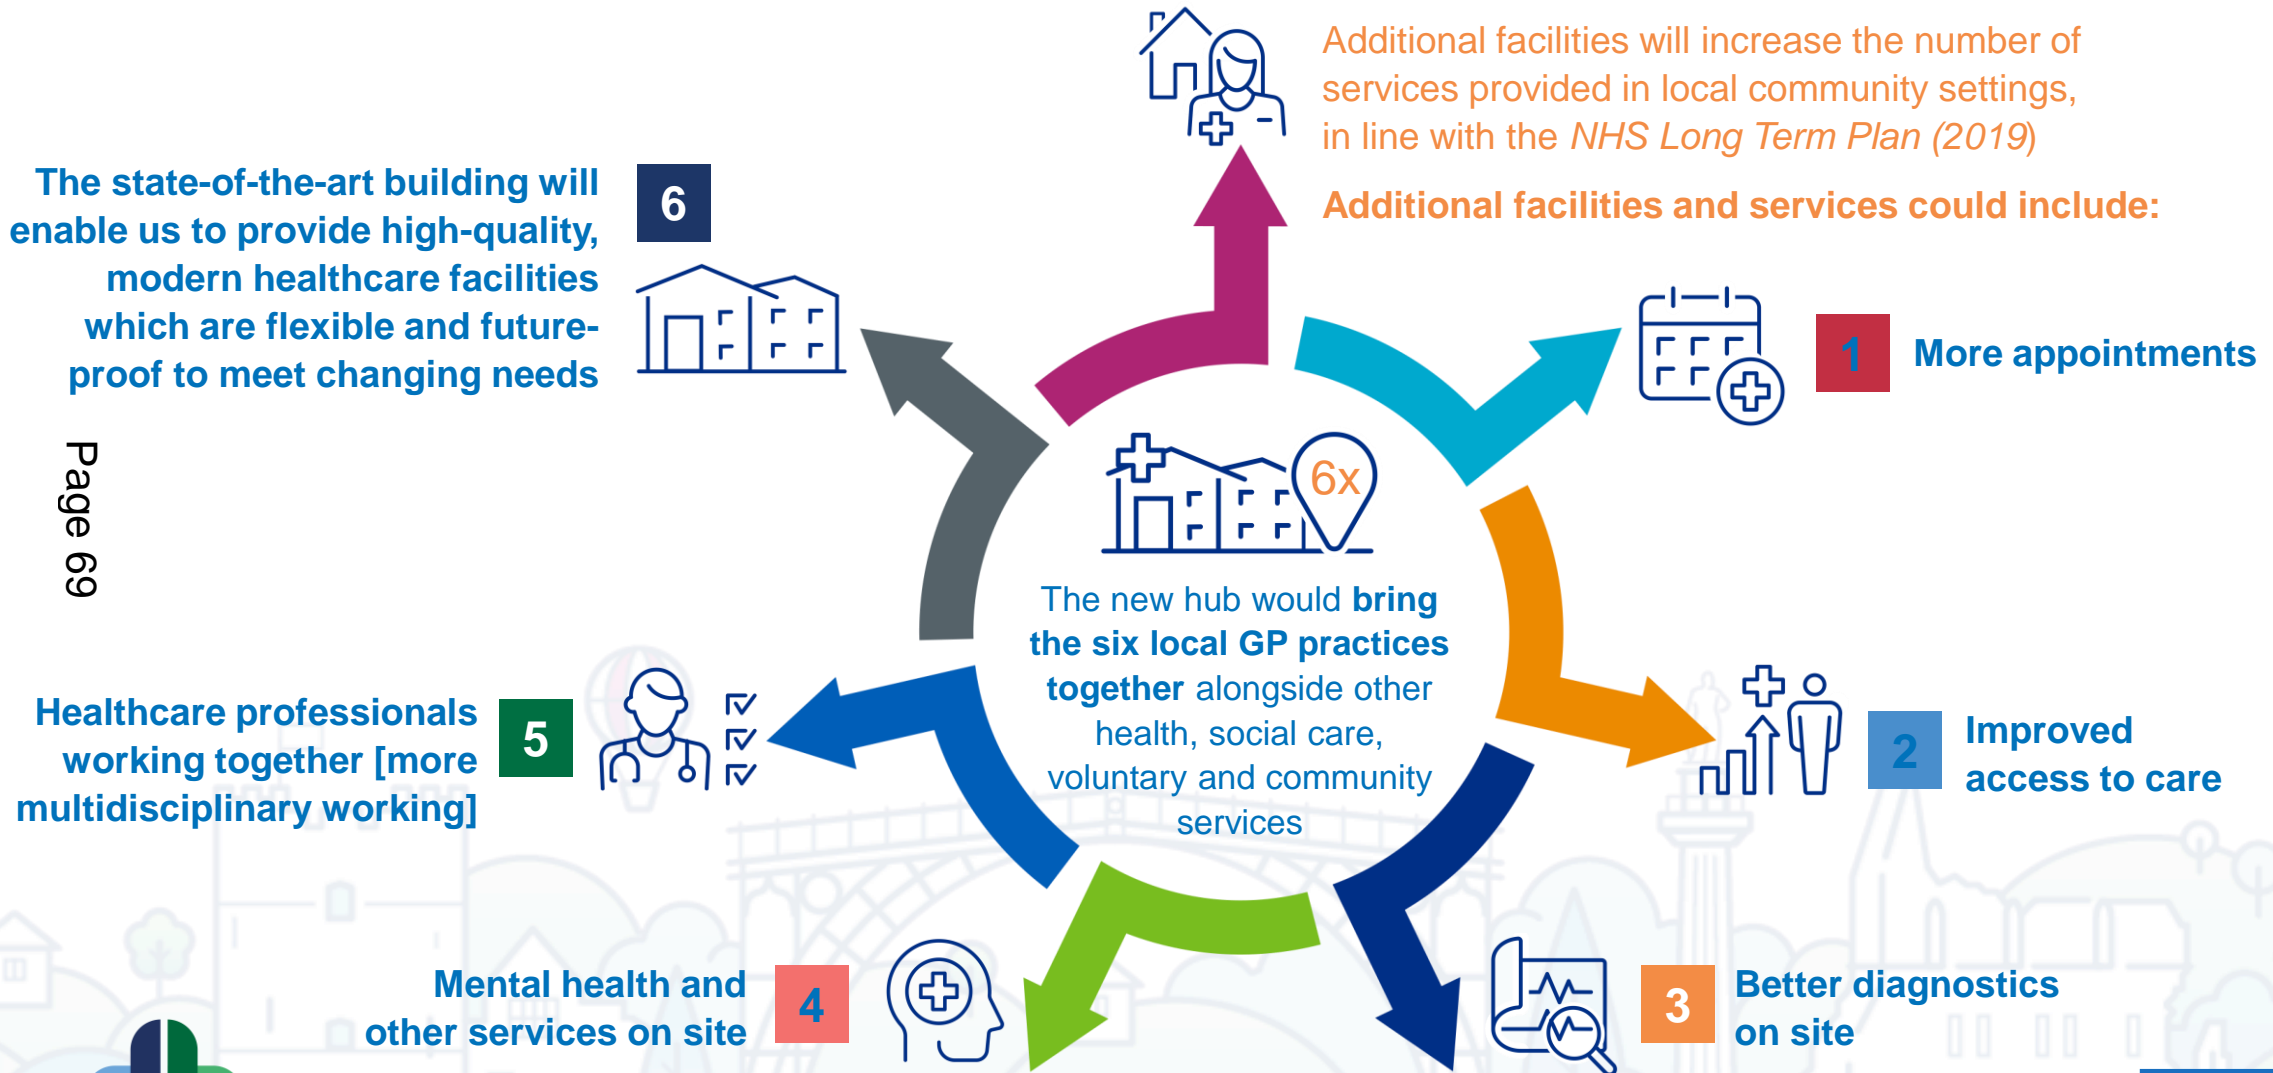 Additional facilities will increase the number of
services provided in local community settings,
in line with the NHS Long Term Plan (2019)
Additional facilities and services could include:
1
More appointments
2
Improved
access to care
3
Better diagnostics
on site
4
Mental health and
other services on site
5
Healthcare professionals
working together [more
multidisciplinary working]
6
The state-of-the-art building will
enable us to provide high-quality,
modern healthcare facilities
which are flexible and future-
proof to meet changing needs
6x
The new hub would bring
the six local GP practices
together alongside other
health, social care,
voluntary and community
services
Page 69